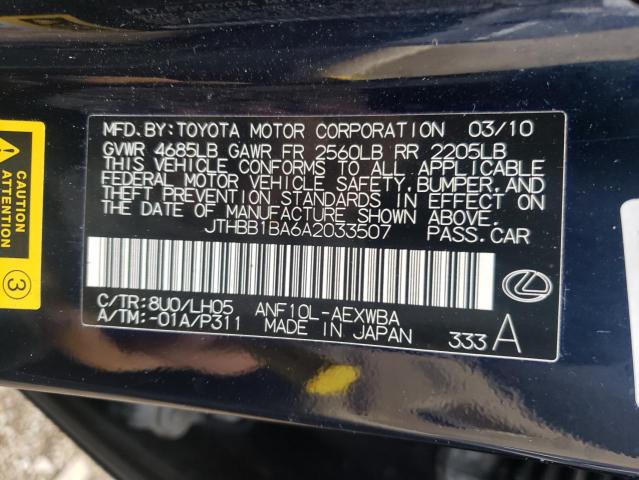 MFD.BY:TOYOTA MOTOR CORPORATION 03/10
GVWR 4685LB GAWR FR 2560LB RR 2205LB
THIS VEHICLE CONFORMS TO ALL APPLICABLE
FEDERAL MOTOR VEHICLE SAFETY,BUMPER,AND
THEFT PREVENTION STANDARDS IN EFFECT ON
THE DATE OF MANUFACTURE SHOWN ABOVE.
JTHBB1BA6A2033507 PASS.CAR
C/TR:8U0/LH05 ANF10L-AEXWBA
A/TM:-01A/P311 MADE IN JAPAN
333 A
CAUTION
ATTENTION
3